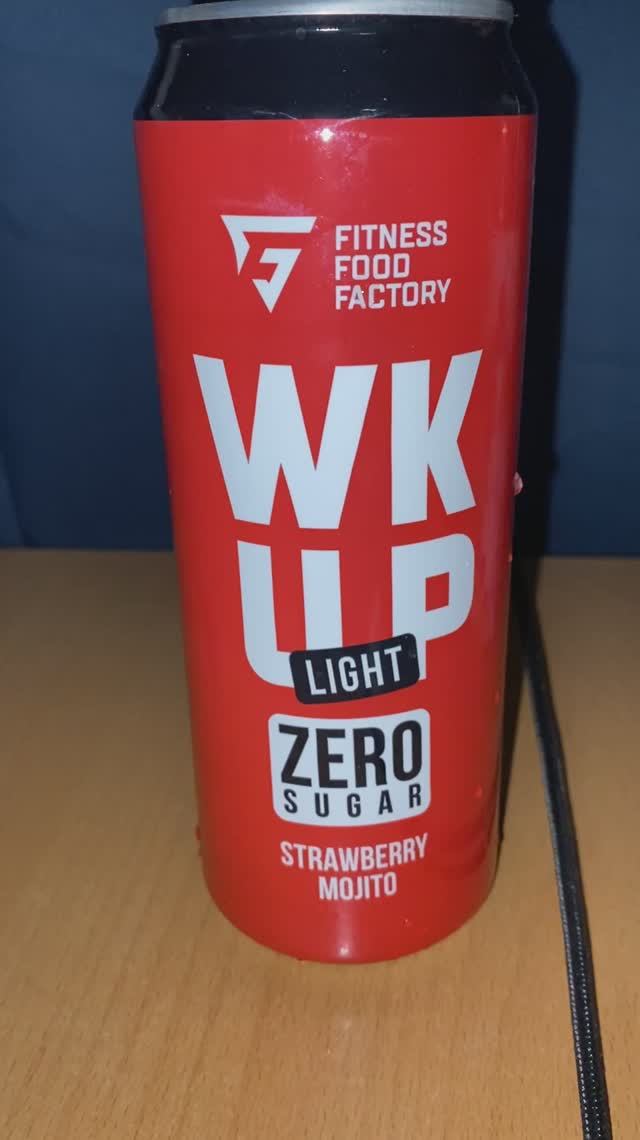 FITNESS
FOOD
FACTORY
WK
UP
LIGHT
ZERO
SUGAR
STRAWBERRY
MOJITO